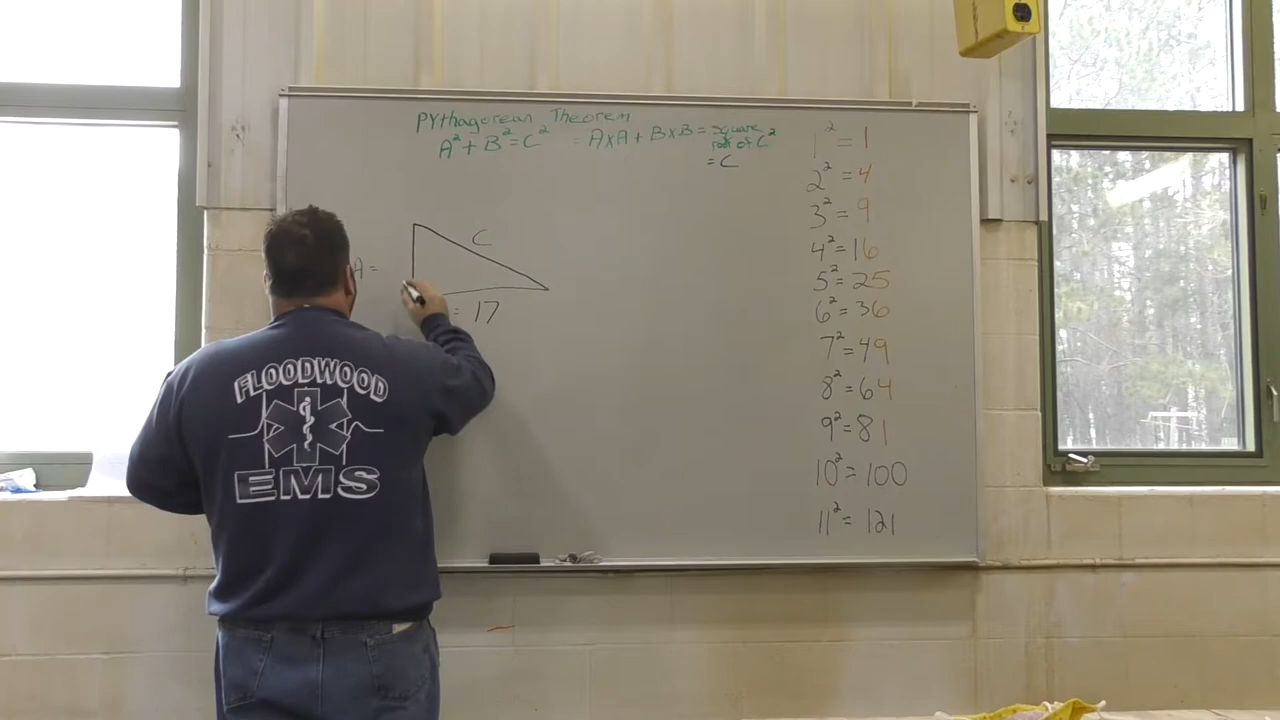 PYthagorean Theorem
A² + B² = C² = AxA + BxB = square root of C²
= C
C
A =
= 17
1² = 1
2² = 4
3² = 9
4² = 16
5² = 25
6² = 36
7² = 49
8² = 64
9² = 81
10² = 100
11² = 121
FLOODWOOD
EMS